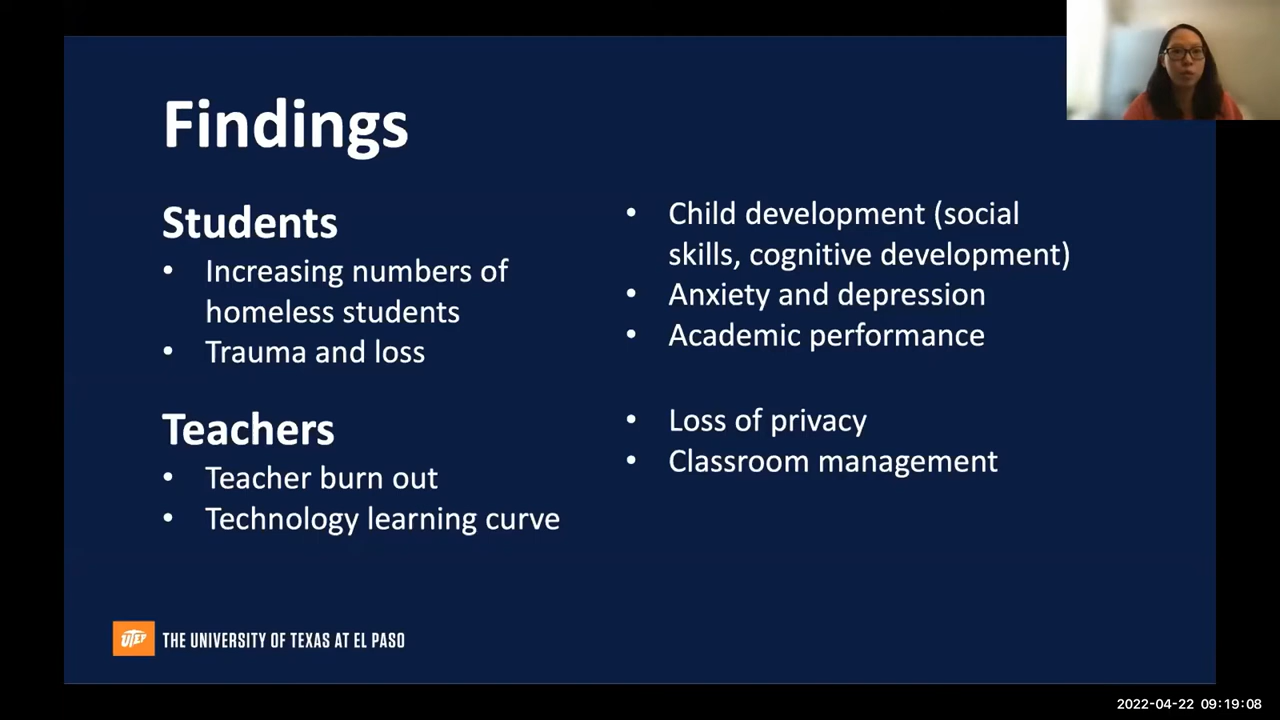 Findings
Students
• Increasing numbers of
homeless students
• Trauma and loss
• Child development (social
skills, cognitive development)
• Anxiety and depression
• Academic performance
Teachers
• Teacher burn out
• Technology learning curve
• Loss of privacy
• Classroom management
UTEP THE UNIVERSITY OF TEXAS AT EL PASO
2022-04-22 09:19:08